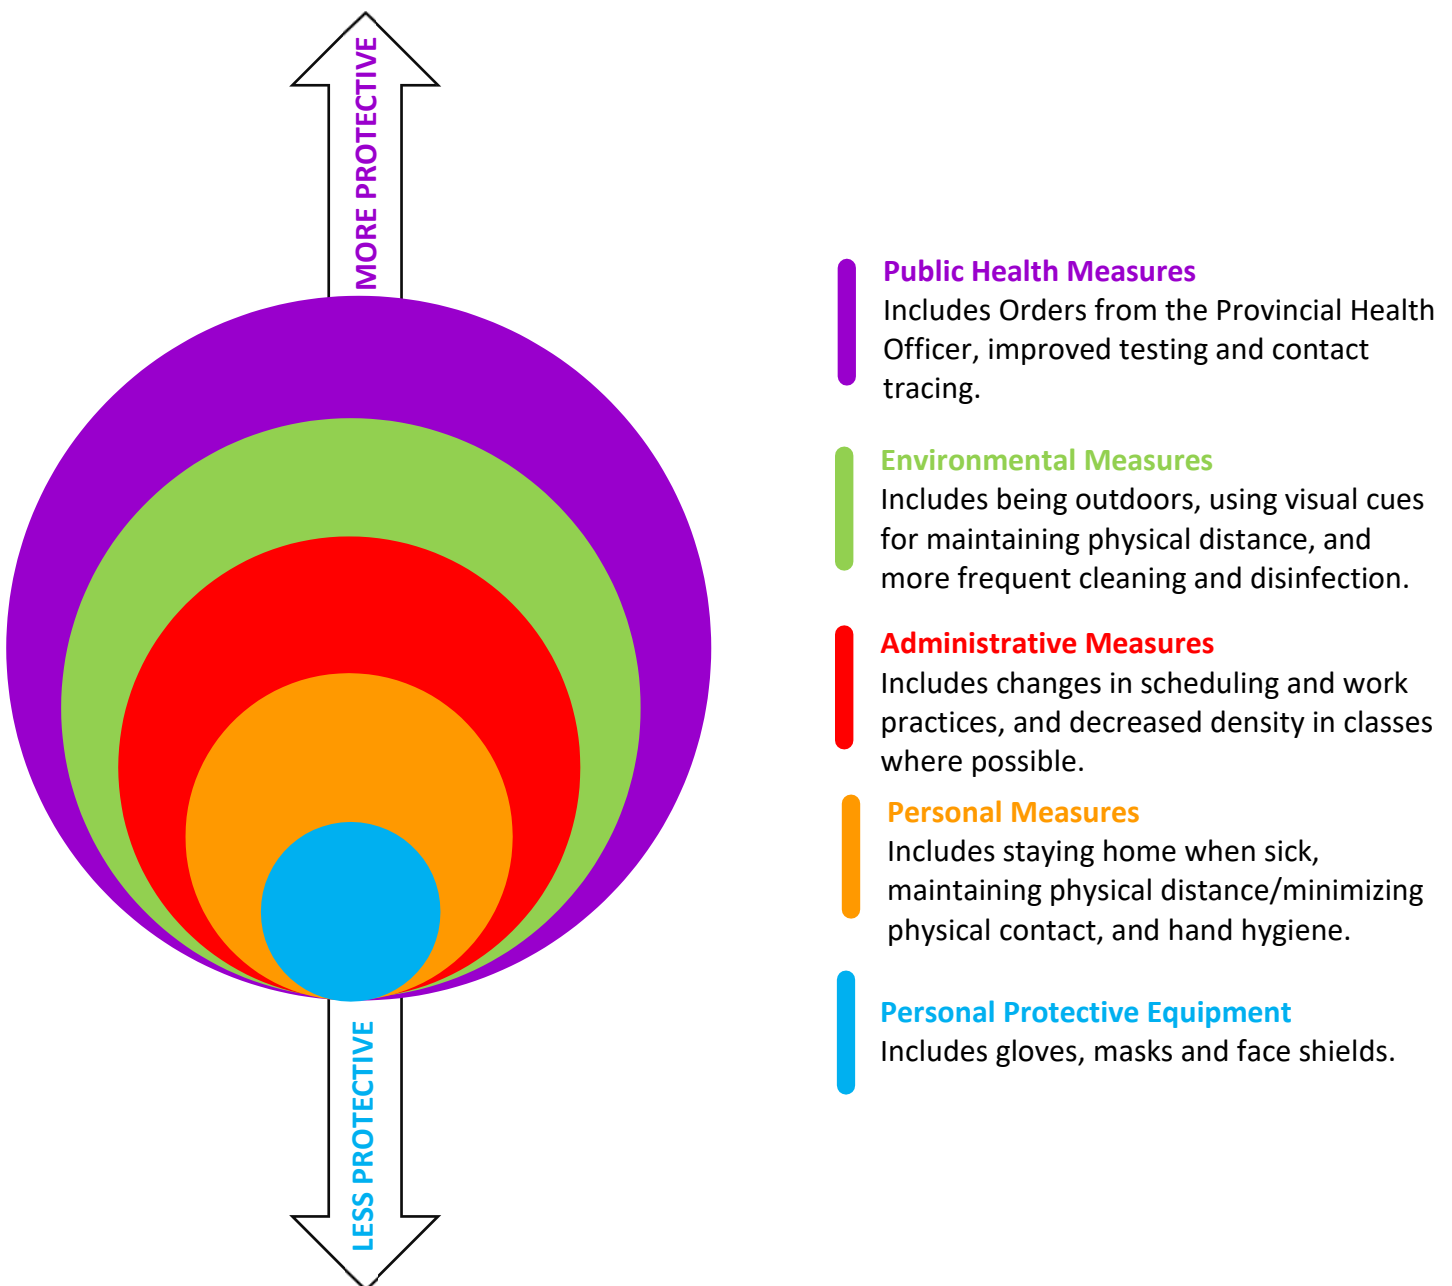 MORE PROTECTIVE
Public Health Measures
Includes Orders from the Provincial Health
Officer, improved testing and contact
tracing.
Environmental Measures
Includes being outdoors, using visual cues
for maintaining physical distance, and
more frequent cleaning and disinfection.
Administrative Measures
Includes changes in scheduling and work
practices, and decreased density in classes
where possible.
Personal Measures
Includes staying home when sick,
maintaining physical distance/minimizing
physical contact, and hand hygiene.
Personal Protective Equipment
Includes gloves, masks and face shields.
LESS PROTECTIVE